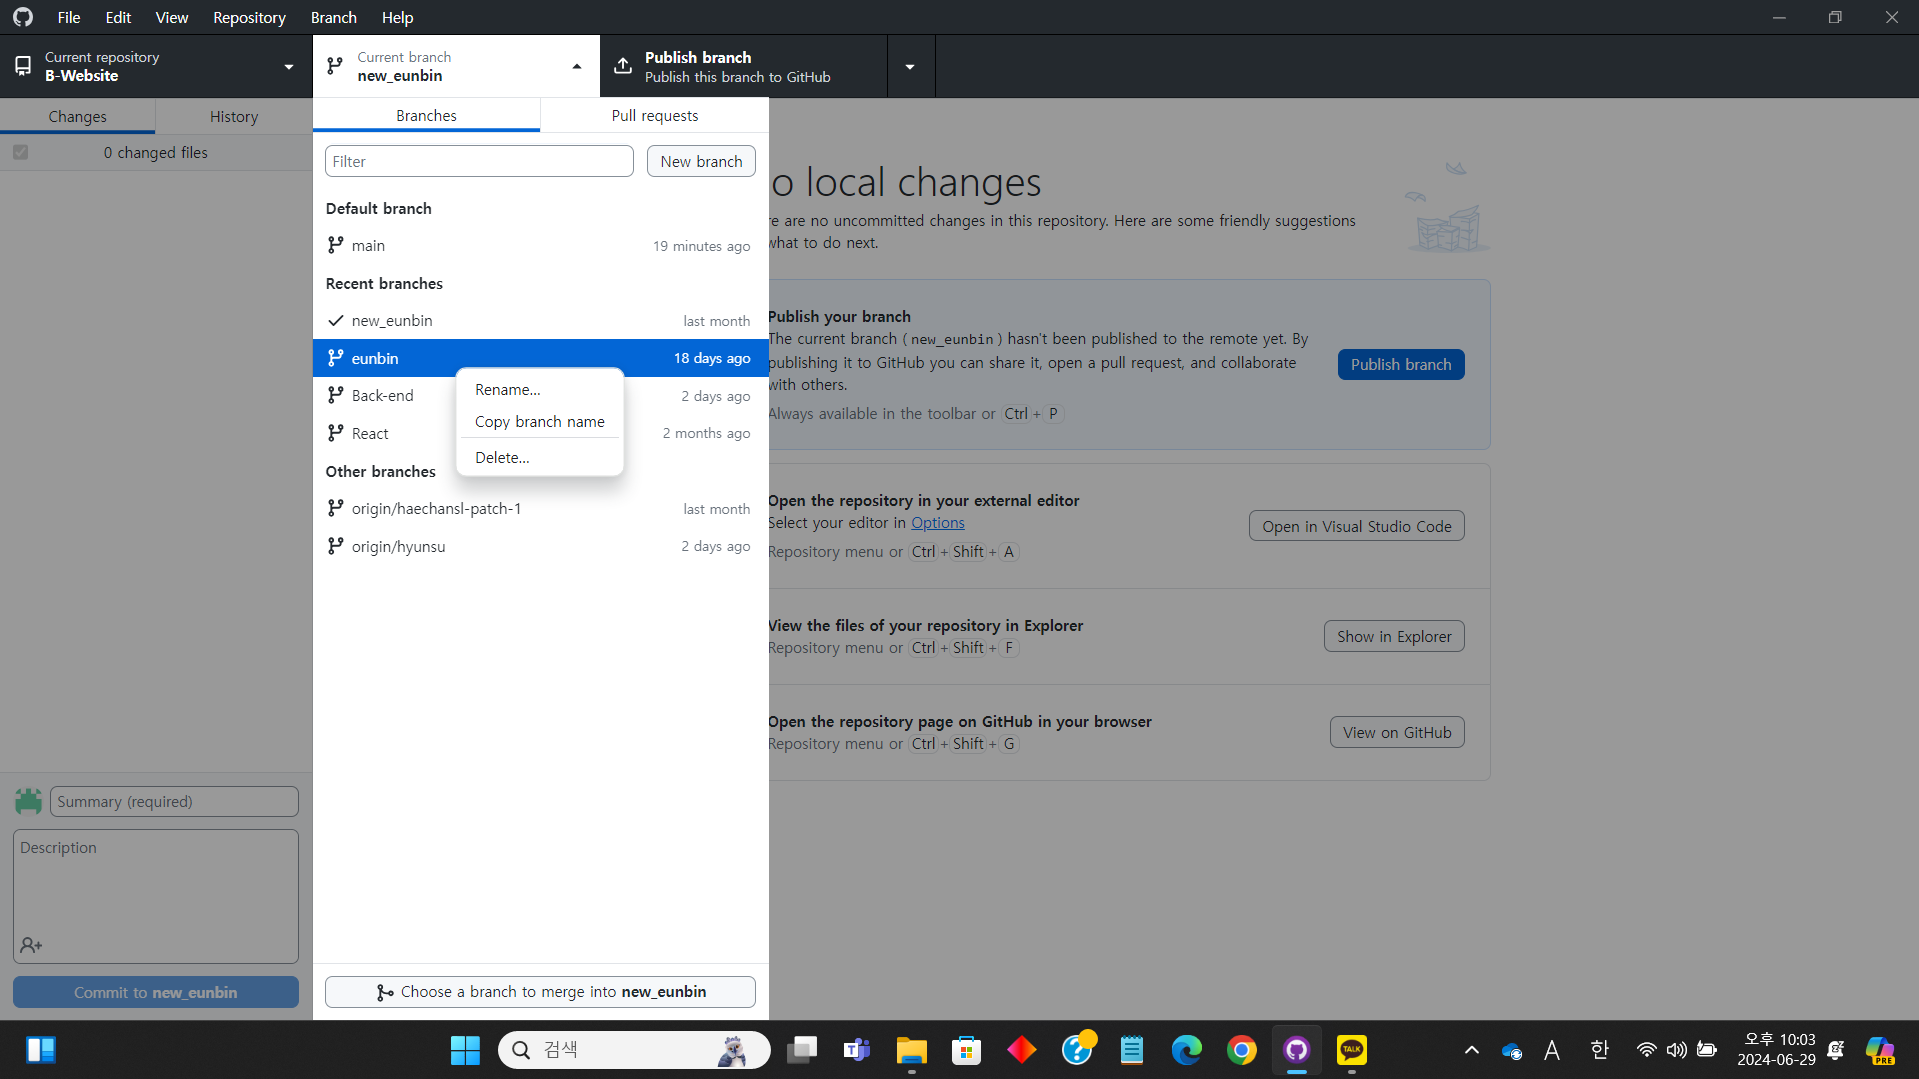 File Edit View Repository Branch Help
Current repository
B-Website
Current branch
new_eunbin
Publish branch
Publish this branch to GitHub
Changes History
0 changed files
Branches Pull requests
Filter
New branch
Default branch
main 19 minutes ago
Recent branches
new_eunbin last month
eunbin 18 days ago
Back-end 2 days ago
React 2 months ago
Rename...
Copy branch name
Delete...
Other branches
origin/haechansl-patch-1 last month
origin/hyunsu 2 days ago
Choose a branch to merge into new_eunbin
o local changes
re are no uncommitted changes in this repository. Here are some friendly suggestions
what to do next.
Publish your branch
The current branch (new_eunbin) hasn't been published to the remote yet. By
publishing it to GitHub you can share it, open a pull request, and collaborate
with others.
Always available in the toolbar or Ctrl + P
Publish branch
Open the repository in your external editor
Select your editor in Options
Repository menu or Ctrl + Shift + A
Open in Visual Studio Code
View the files of your repository in Explorer
Repository menu or Ctrl + Shift + F
Show in Explorer
Open the repository page on GitHub in your browser
Repository menu or Ctrl + Shift + G
View on GitHub
Summary (required)
Description
Commit to new_eunbin
검색
TALK
A
한
오후 10:03
2024-06-29
PRE